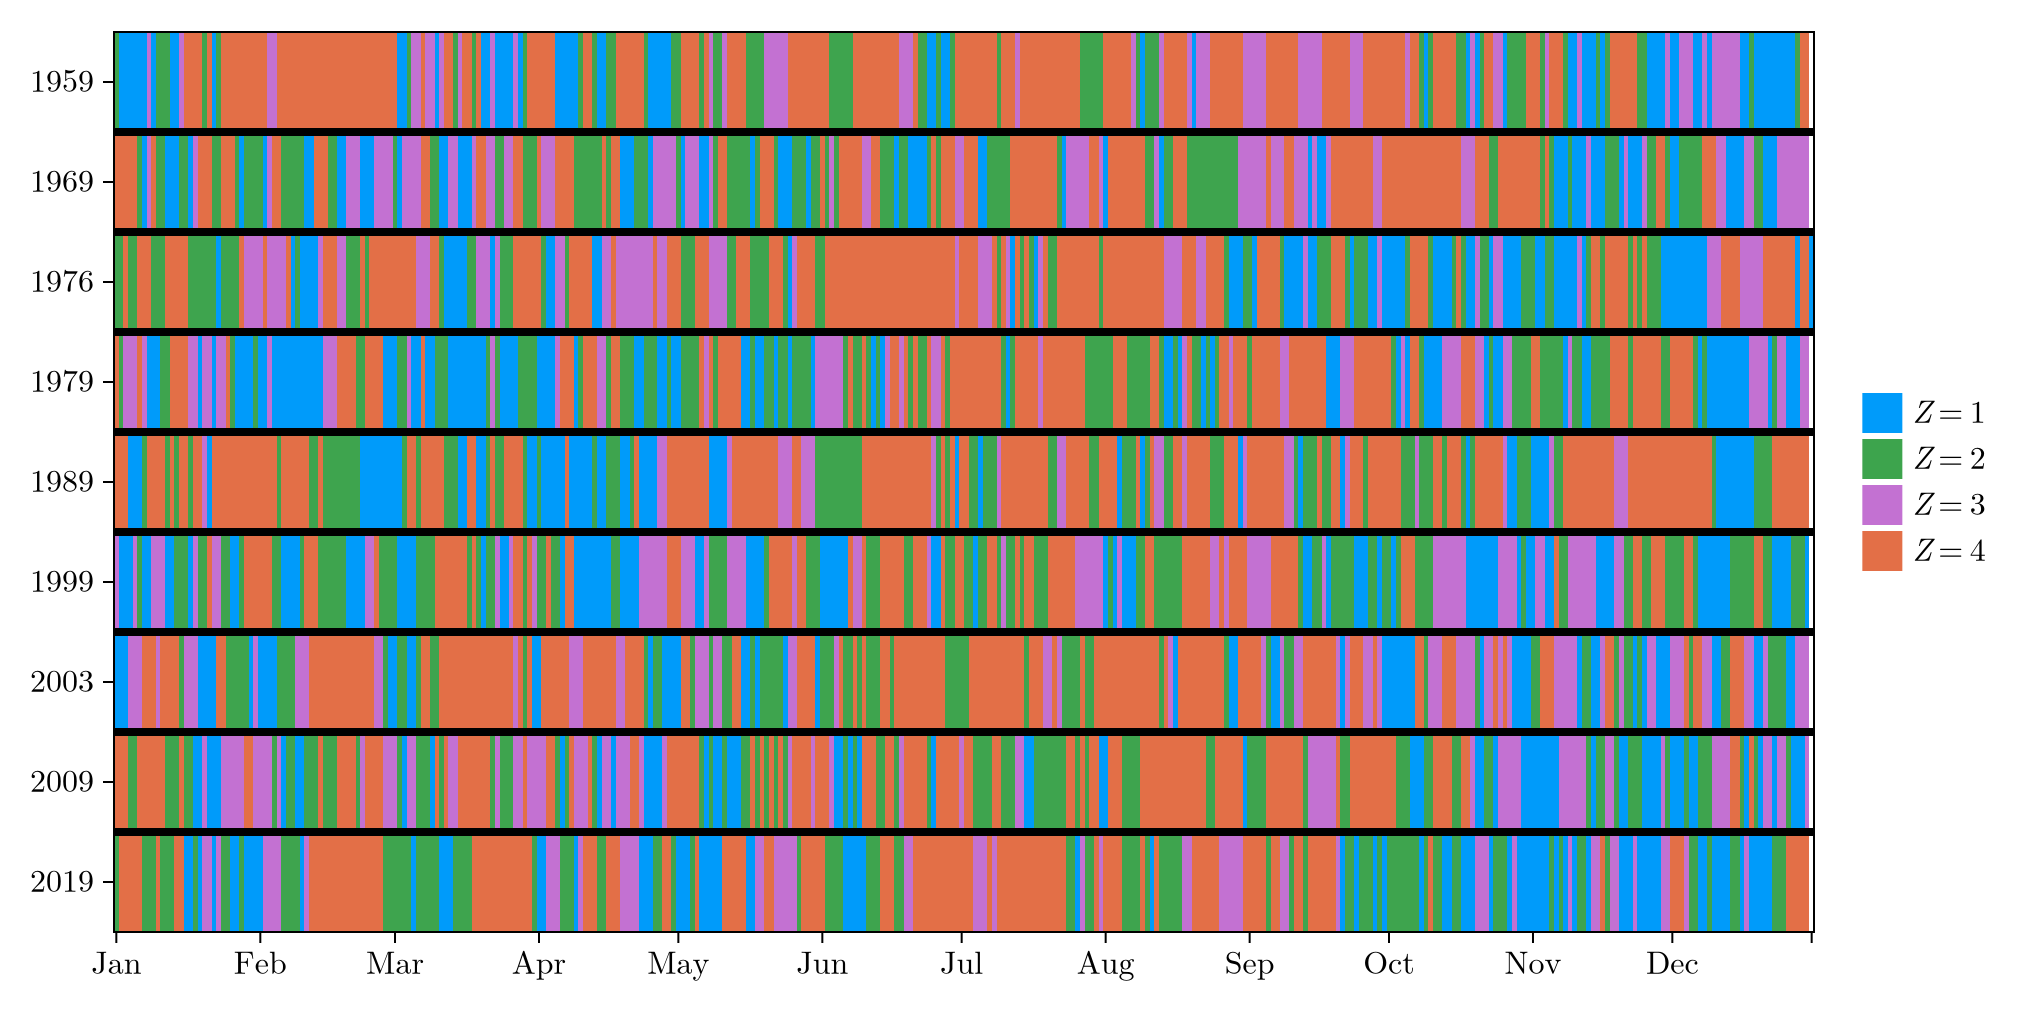 1959
1969
1976
1979
1989
1999
2003
2009
2019
Jan Feb Mar Apr May Jun Jul Aug Sep Oct Nov Dec
Z = 1
Z = 2
Z = 3
Z = 4